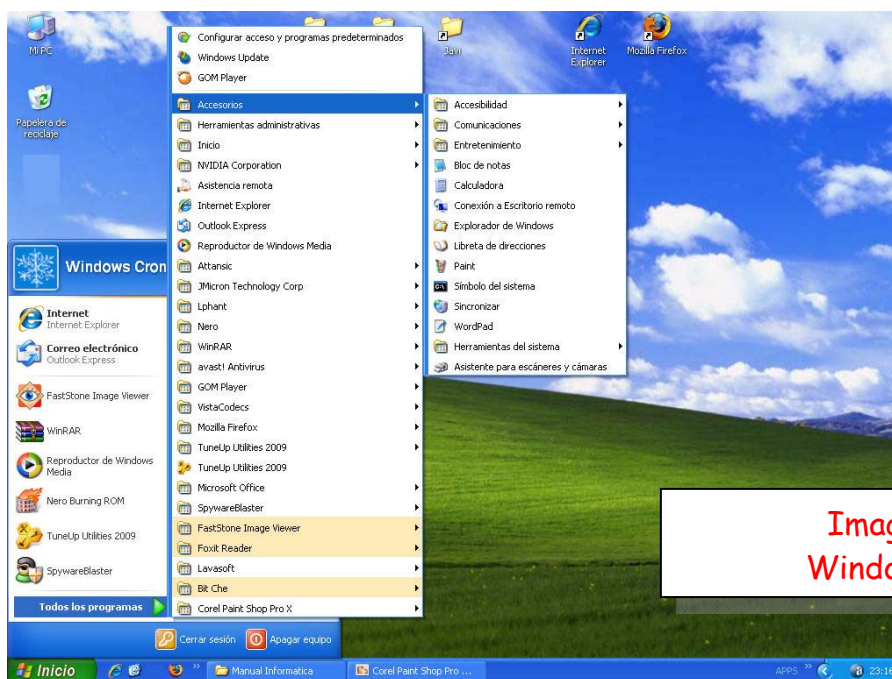 Mi PC
Papelera de reciclaje
Javi
Internet Explorer
Mozilla Firefox
Configurar acceso y programas predeterminados
Windows Update
GOM Player
Accesorios
Herramientas administrativas
Inicio
NVIDIA Corporation
Asistencia remota
Internet Explorer
Outlook Express
Reproductor de Windows Media
Attansic
JMicron Technology Corp
Lphant
Nero
WinRAR
avast! Antivirus
GOM Player
VistaCodecs
Mozilla Firefox
TuneUp Utilities 2009
TuneUp Utilities 2009
Microsoft Office
SpywareBlaster
FastStone Image Viewer
Foxit Reader
Lavasoft
Bit Che
Corel Paint Shop Pro X
Accesibilidad
Comunicaciones
Entretenimiento
Bloc de notas
Calculadora
Conexión a Escritorio remoto
Explorador de Windows
Libreta de direcciones
Paint
Símbolo del sistema
Sincronizar
WordPad
Herramientas del sistema
Asistente para escáneres y cámaras
Windows Cron
Internet
Internet Explorer
Correo electrónico
Outlook Express
FastStone Image Viewer
WinRAR
Reproductor de Windows
Media
Nero Burning ROM
TuneUp Utilities 2009
SpywareBlaster
Todos los programas
Cerrar sesión
Apagar equipo
Imag
Windo
Inicio
Manual Informatica
Corel Paint Shop Pro ...
APPS
23:16